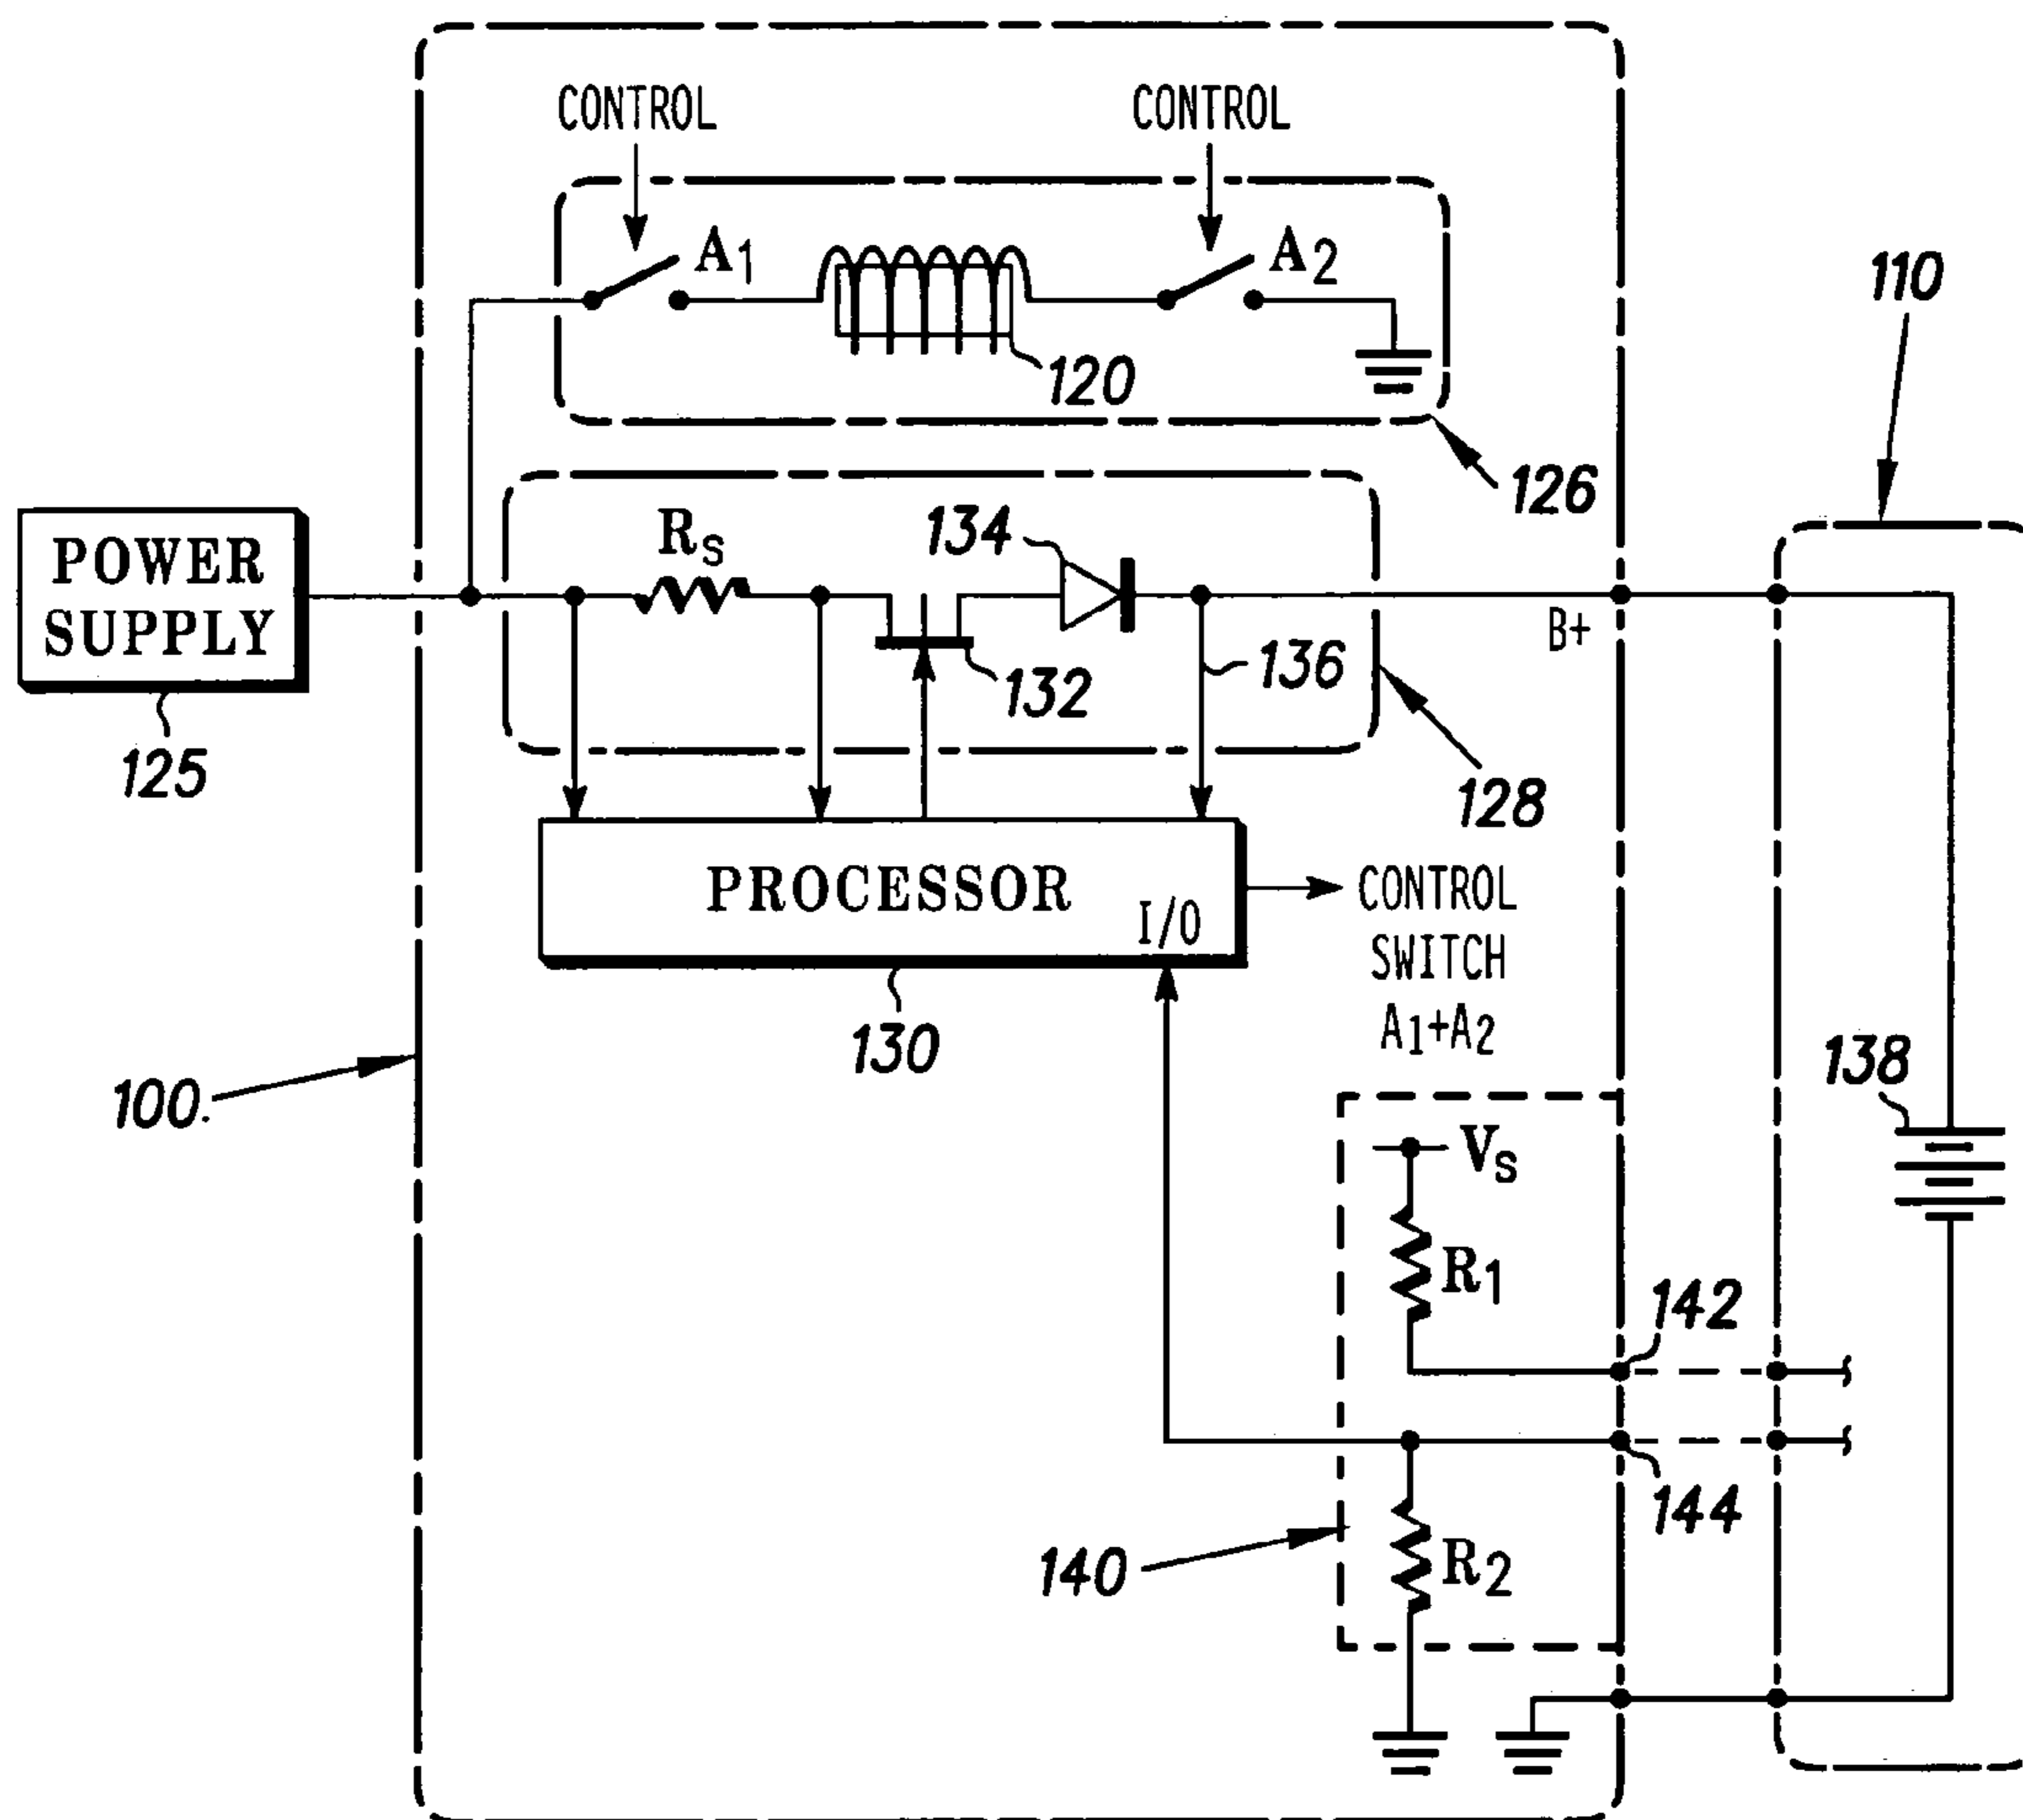 CONTROL
CONTROL
A1
A2
110
120
126
POWER
SUPPLY
RS
134
B+
132
136
125
128
PROCESSOR
I/O
CONTROL
SWITCH
A1+A2
130
100.
138
VS
R1
142
144
140
R2